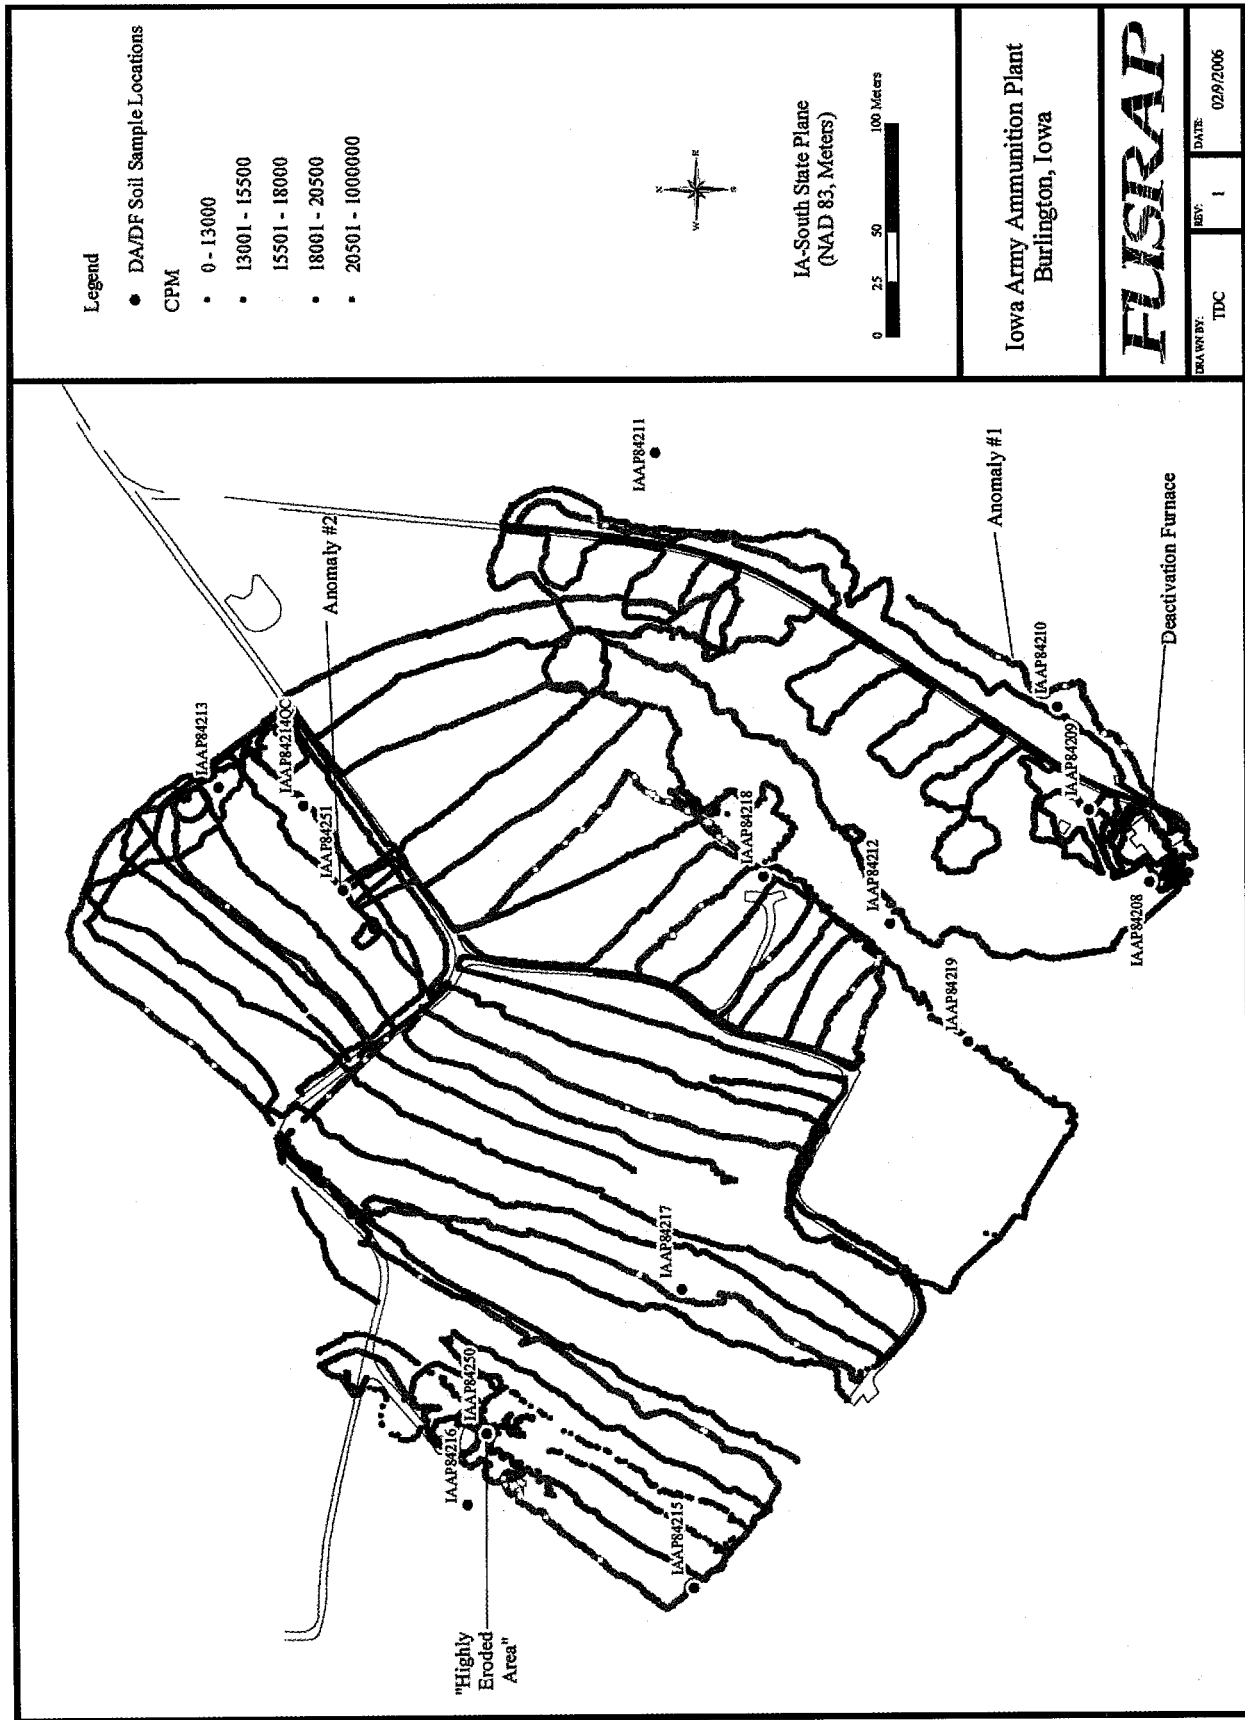 Legend
DA/DF Soil Sample Locations
CPM
0 - 13000
13001 - 15500
15501 - 18000
18001 - 20500
20501 - 100000
N
W
E
S
IA-South State Plane
(NAD 83, Meters)
0 25 50 100 Meters
Iowa Army Ammunition Plant
Burlington, Iowa
FUSRAP
DRAWN BY:
TDC
REV:
1
DATE:
02/9/2006
IAAP84213
IAAP84214QC
IAAP84251
Anomaly #2
IAAP84211
Anomaly #1
IAAP84210
IAAP84209
Deactivation Furnace
IAAP84218
IAAP84212
IAAP84208
IAAP84219
IAAP84217
IAAP84250
IAAP84216
IAAP84215
"Highly
Eroded
Area"